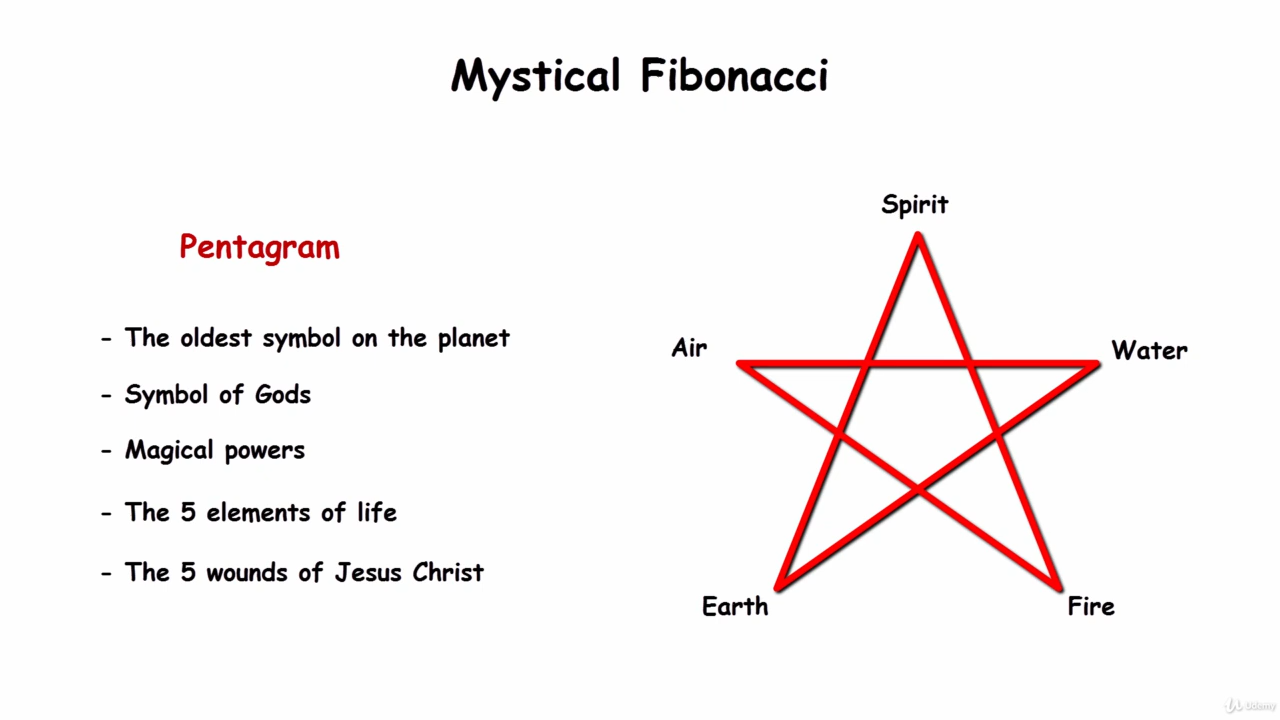 Mystical Fibonacci
Pentagram
- The oldest symbol on the planet
- Symbol of Gods
- Magical powers
- The 5 elements of life
- The 5 wounds of Jesus Christ
Spirit
Air
Water
Earth
Fire
Udemy